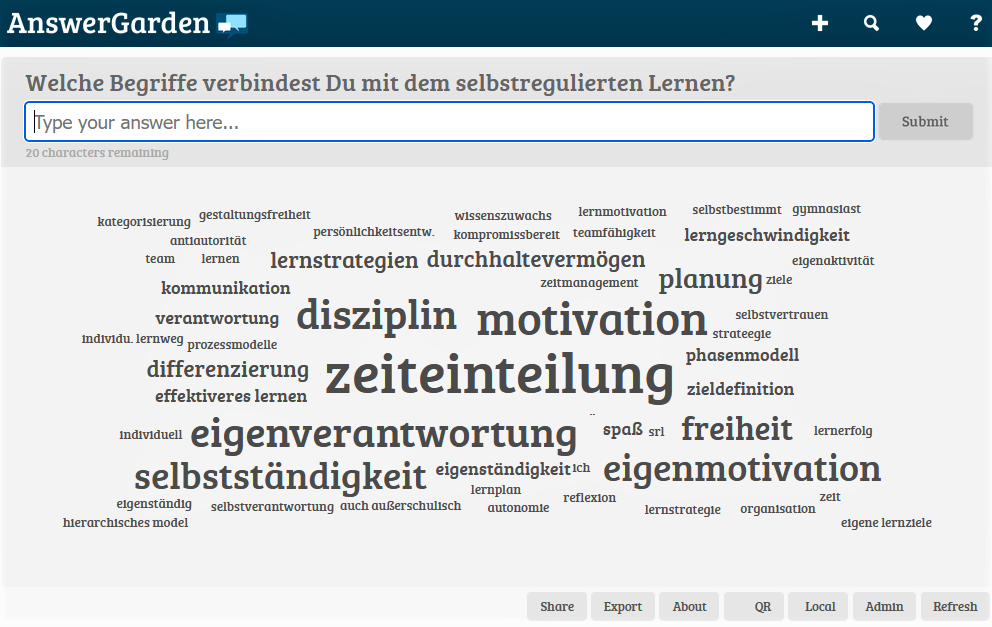 AnswerGarden
Welche Begriffe verbindest Du mit dem selbstregulierten Lernen?
Type your answer here...
Submit
20 characters remaining
kategorisierung gestaltungsfreiheit wissenszuwachs lernmotivation selbstbestimmt gymnasiast
antiautorität persönlichkeitsentw. kompromissbereit teamfähigkeit lerngeschwindigkeit
team lernen lernstrategien durchhaltevermögen eigenaktivität
kommunikation zeitmanagement planung ziele
verantwortung disziplin motivation selbstvertrauen
individu. lernweg prozessmodelle strateegie
differenzierung zeiteinteilung phasenmodell
effektiveres lernen zieldefinition
individuell eigenverantwortung spaß srl freiheit lernerfolg
selbstständigkeit eigenständigkeit ich eigenmotivation
eigenständig selbstverantwortung auch außerschulisch lernplan autonomie reflexion lernstrategie organisation zeit
hierarchisches model eigene lernziele
Share Export About QR Local Admin Refresh